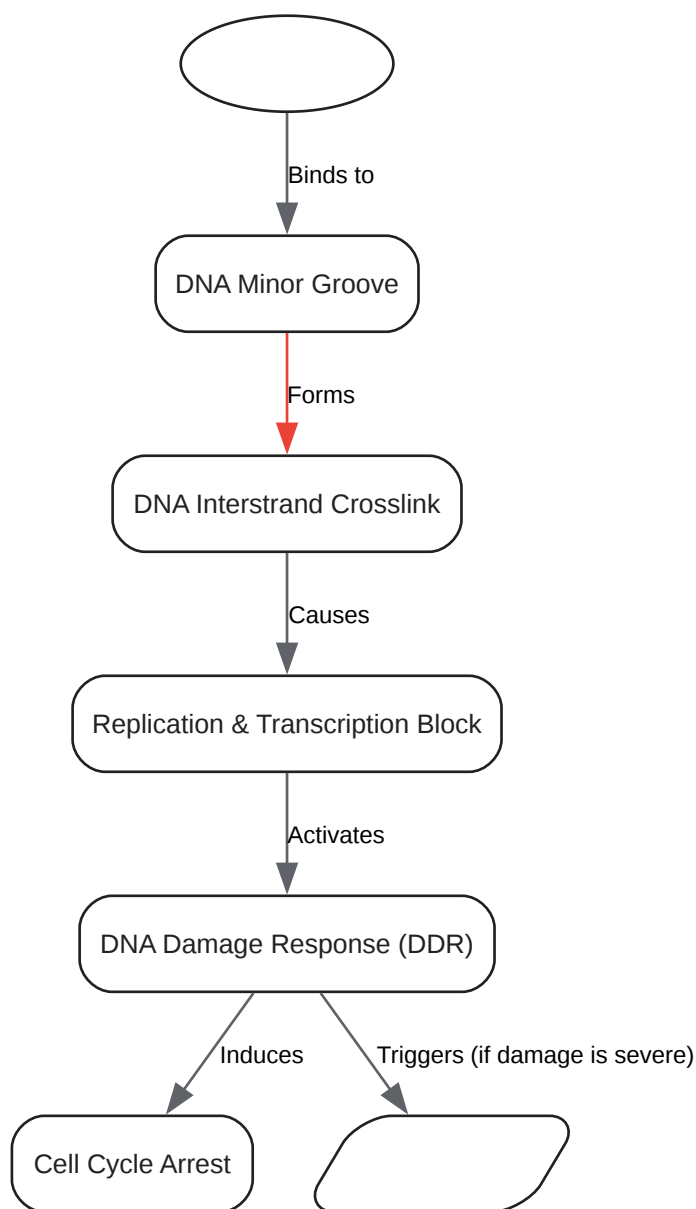 Binds to
DNA Minor Groove
Forms
DNA Interstrand Crosslink
Causes
Replication & Transcription Block
Activates
DNA Damage Response (DDR)
Induces
Triggers (if damage is severe)
Cell Cycle Arrest